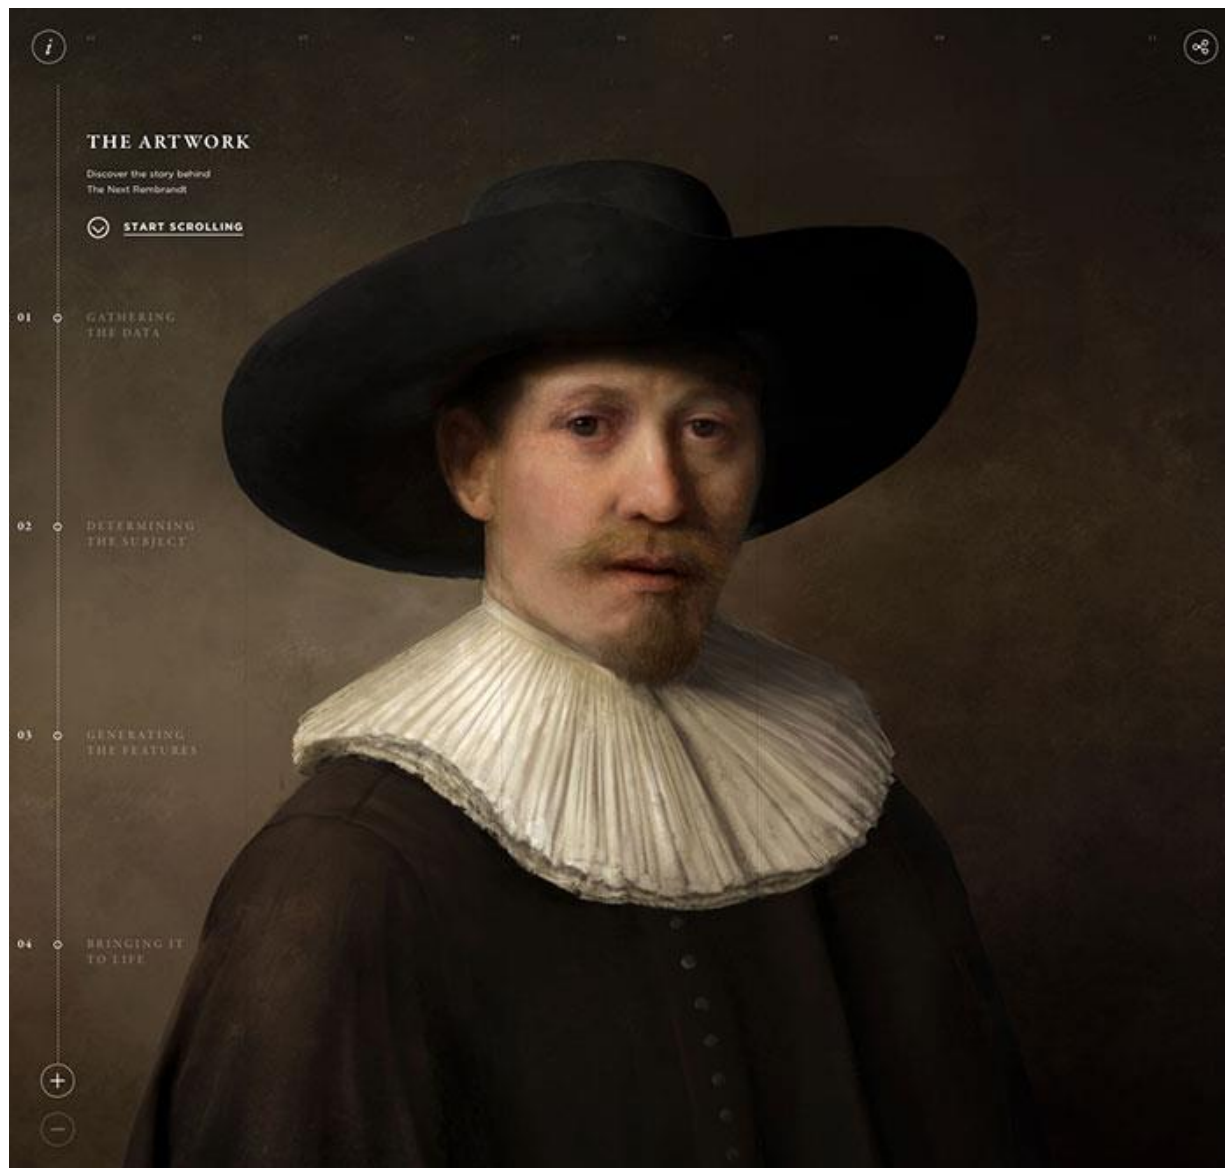 i
THE ARTWORK
Discover the story behind
The Next Rembrandt
START SCROLLING
01
GATHERING
THE DATA
02
DETERMINING
THE SUBJECT
03
GENERATING
THE FEATURES
04
BRINGING IT
TO LIFE